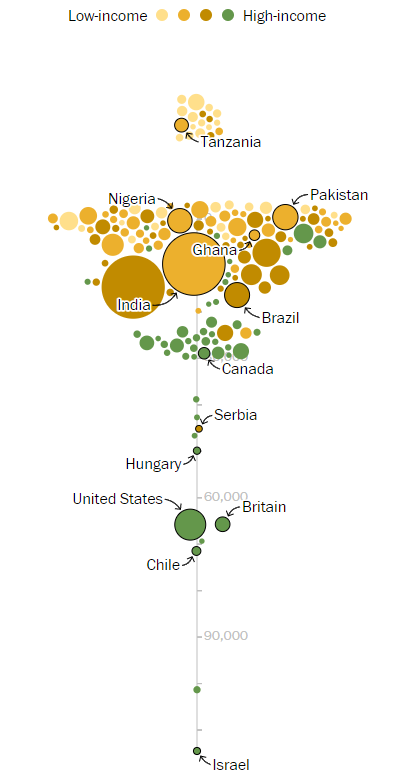 Low-income High-income
Tanzania
Nigeria
Pakistan
Ghana
India
Brazil
Canada
Serbia
Hungary
60,000
United States
Britain
Chile
90,000
Israel